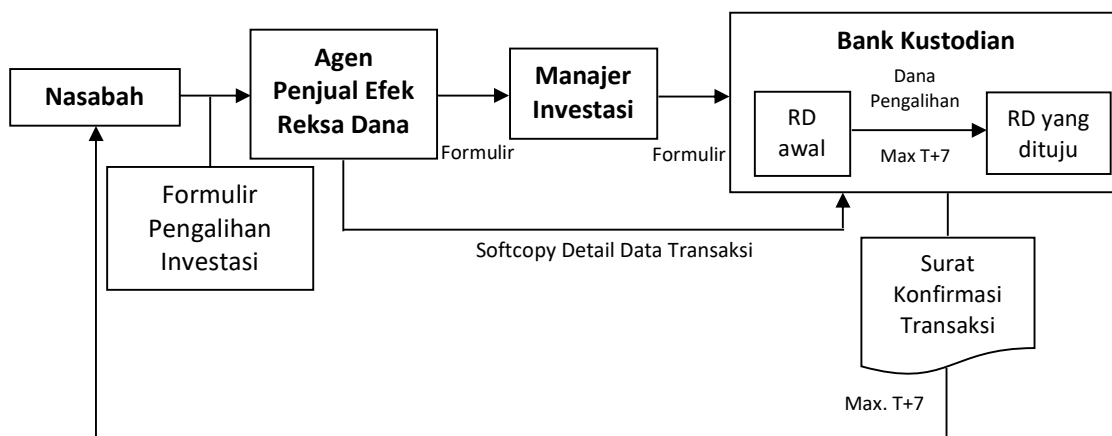 Nasabah
Formulir
Pengalihan
Investasi
Agen
Penjual Efek
Reksa Dana
Formulir
Manajer
Investasi
Formulir
Bank Kustodian
RD
awal
Dana
Pengalihan
Max T+7
RD yang
dituju
Softcopy Detail Data Transaksi
Surat
Konfirmasi
Transaksi
Max. T+7